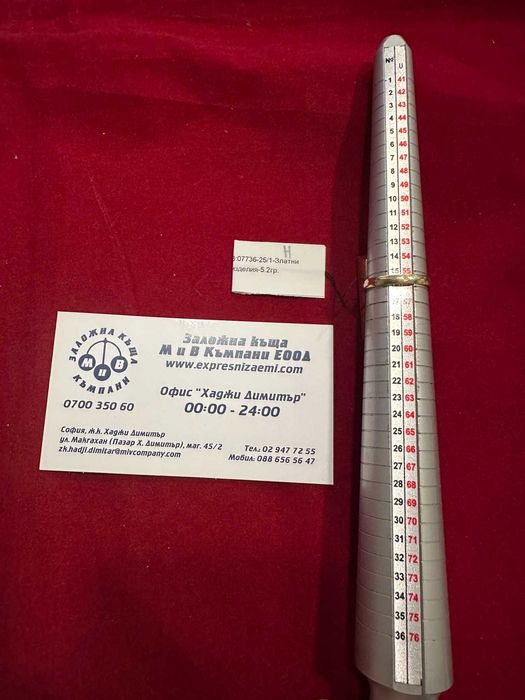 H
:07736-25/1-Златни
изделия-5.2гр.
ЗАЛОЖНА КЪЩА
М и В
КЪМПАНИ
0700 350 60
Заложна къща
М и В Къмпани ЕООД
www.expresnizaemi.com
Офис "Хаджи Димитър"
00:00 - 24:00
София, ж.к. Хаджи Димитър
ул. Макгахан (Пазар Х. Димитър), маг. 45/2
zh.hadji.dimitar@mivcompany.com
Тел.: 02 947 72 55
Мобил: 088 656 56 47
№ U
1 41
2 42
3 43
4 44
5 45
6 46
7 47
8 48
9 49
10 50
11 51
12 52
13 53
14 54
15 55
17 57
18 58
19 59
20 60
21 61
22 62
23 63
24 64
25 65
26 66
27 67
28 68
29 69
30 70
31 71
32 72
33 73
34 74
35 75
36 76